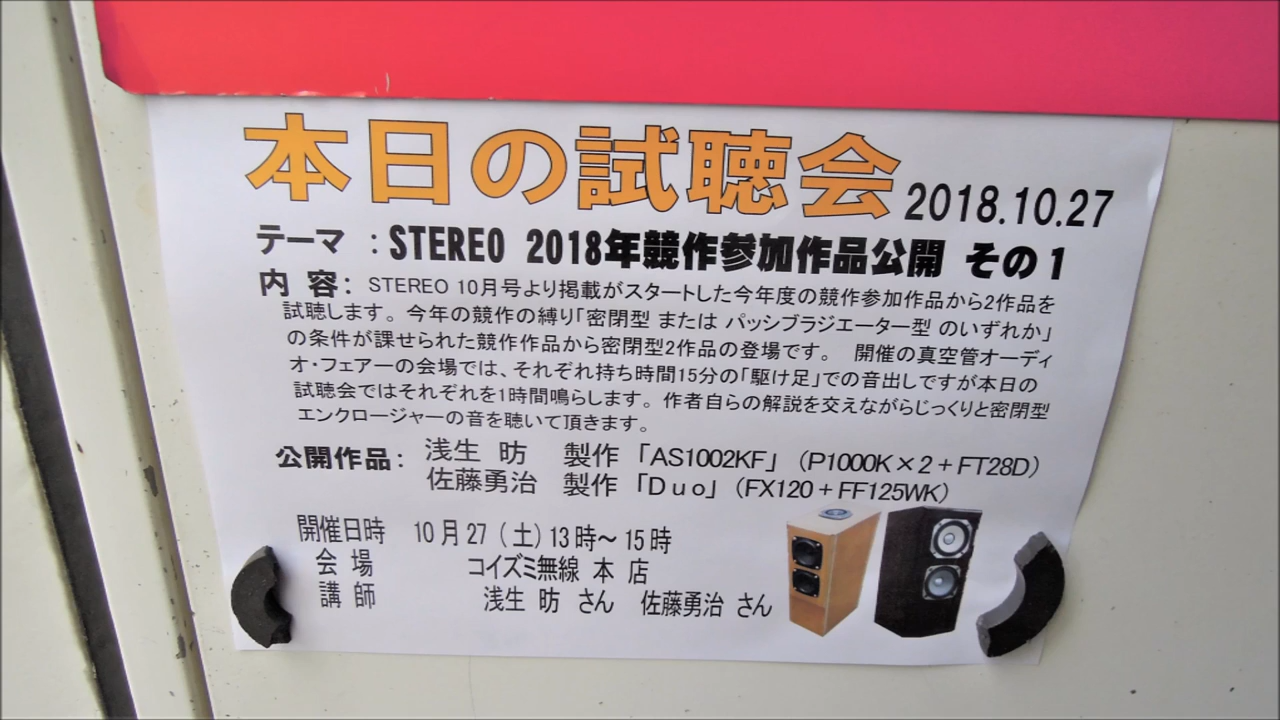 本日の試聴会 2018.10.27
テーマ :STEREO 2018年競作参加作品公開 その1
内 容: STEREO 10月号より掲載がスタートした今年度の競作参加作品から2作品を
試聴します。今年の競作の縛り「密閉型 または パッシブラジエーター型 のいずれか」
の条件が課せられた競作作品から密閉型2作品の登場です。 開催の真空管オーディ
オ・フェアーの会場では、それぞれ持ち時間15分の「駆け足」での音出しですが本日の
試聴会ではそれぞれを1時間鳴らします。作者自らの解説を交えながらじっくりと密閉型
エンクロージャーの音を聴いて頂きます。
公開作品: 浅生 昉 製作 「AS1002KF」 (P1000K×2+FT28D)
佐藤勇治 製作 「Duo」 (FX120+FF125WK)
開催日時 10月27(土)13時～15時
会 場 コイズミ無線 本 店
講 師 浅生 昉 さん 佐藤勇治 さん